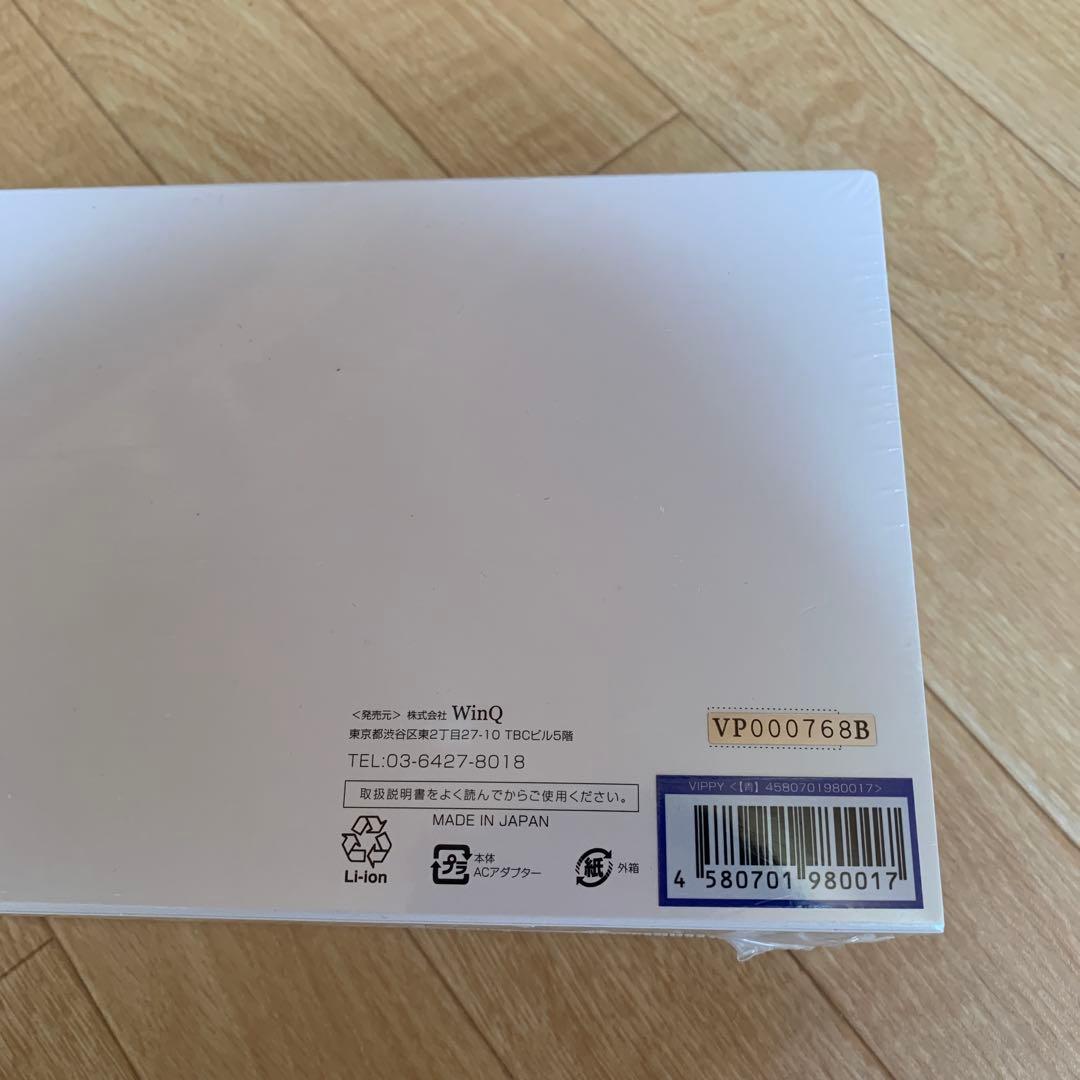 ＜発売元＞ 株式会社 WinQ
東京都渋谷区東2丁目27-10 TBCビル5階
TEL:03-6427-8018
取扱説明書をよく読んでからご使用ください。
MADE IN JAPAN
Li-ion
プラ
本体
ACアダプター
紙
外箱
VP000768B
VIPPY <【青】4580701980017>
4 580701 980017